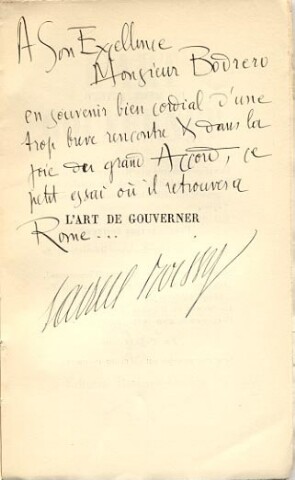 A Son Excellence
Monsieur Bodrero
en souvenir bien cordial d'une
trop breve rencontre X dans la
joie du grand Accord, ce
petit essai où il retrouvera
L'ART DE GOUVERNER
Rome...